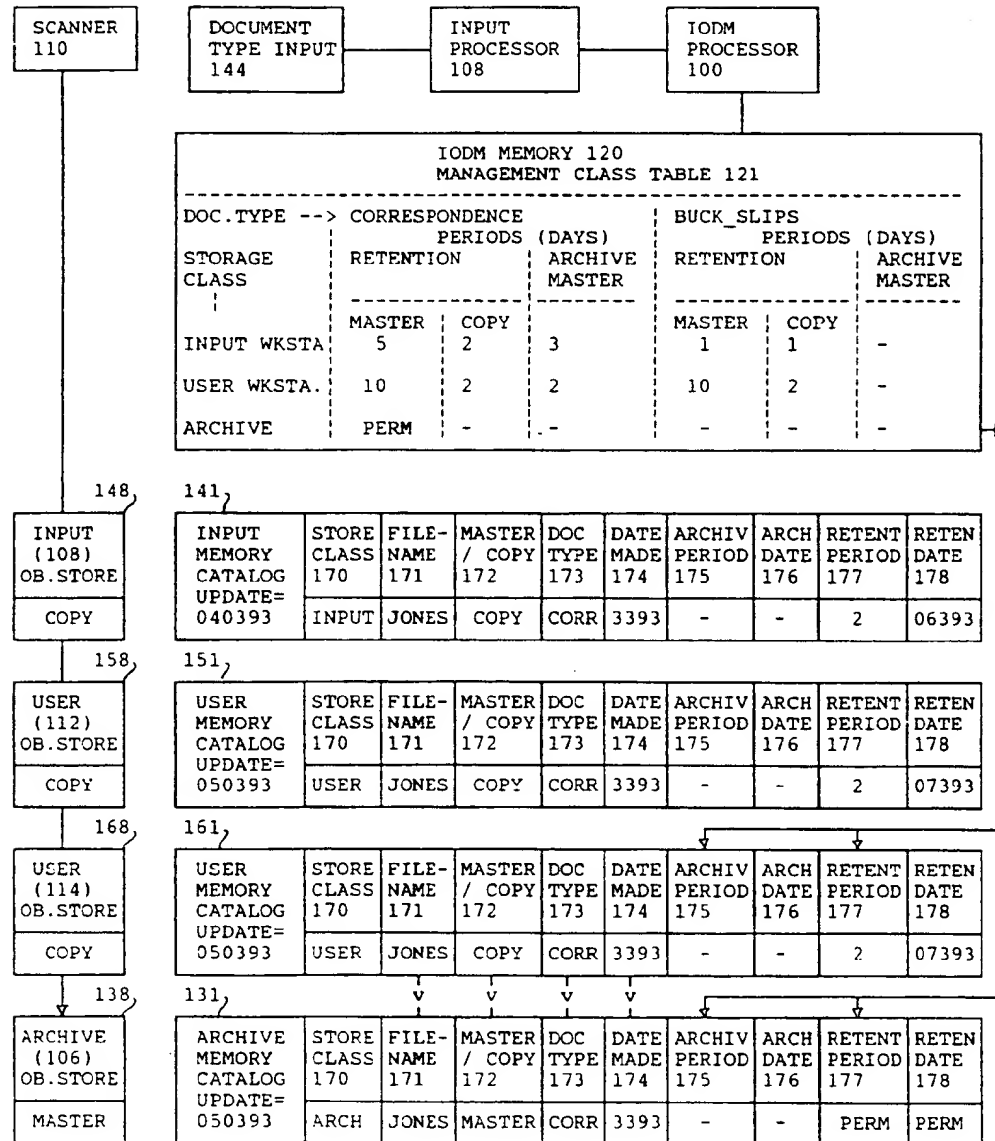 SCANNER 110
DOCUMENT TYPE INPUT 144
INPUT PROCESSOR 108
IODM PROCESSOR 100
IODM MEMORY 120
MANAGEMENT CLASS TABLE 121
DOC.TYPE --> CORRESPONDENCE BUCK_SLIPS
PERIODS (DAYS) PERIODS (DAYS)
STORAGE RETENTION ARCHIVE RETENTION ARCHIVE
CLASS MASTER MASTER
MASTER COPY MASTER COPY
INPUT WKSTA 5 2 3 1 1 -
USER WKSTA. 10 2 2 10 2 -
ARCHIVE PERM - - - - -
148 141
INPUT INPUT STORE FILE- MASTER DOC DATE ARCHIV ARCH RETENT RETEN
(108) MEMORY CLASS NAME / COPY TYPE MADE PERIOD DATE PERIOD DATE
OB.STORE CATALOG 170 171 172 173 174 175 176 177 178
UPDATE=
COPY 040393 INPUT JONES COPY CORR 3393 - - 2 06393
158 151
USER USER STORE FILE- MASTER DOC DATE ARCHIV ARCH RETENT RETEN
(112) MEMORY CLASS NAME / COPY TYPE MADE PERIOD DATE PERIOD DATE
OB.STORE CATALOG 170 171 172 173 174 175 176 177 178
UPDATE=
COPY 050393 USER JONES COPY CORR 3393 - - 2 07393
168 161
USER USER STORE FILE- MASTER DOC DATE ARCHIV ARCH RETENT RETEN
(114) MEMORY CLASS NAME / COPY TYPE MADE PERIOD DATE PERIOD DATE
OB.STORE CATALOG 170 171 172 173 174 175 176 177 178
UPDATE=
COPY 050393 USER JONES COPY CORR 3393 - - 2 07393
138 131
ARCHIVE ARCHIVE STORE FILE- MASTER DOC DATE ARCHIV ARCH RETENT RETEN
(106) MEMORY CLASS NAME / COPY TYPE MADE PERIOD DATE PERIOD DATE
OB.STORE CATALOG 170 171 172 173 174 175 176 177 178
UPDATE=
MASTER 050393 ARCH JONES MASTER CORR 3393 - - PERM PERM